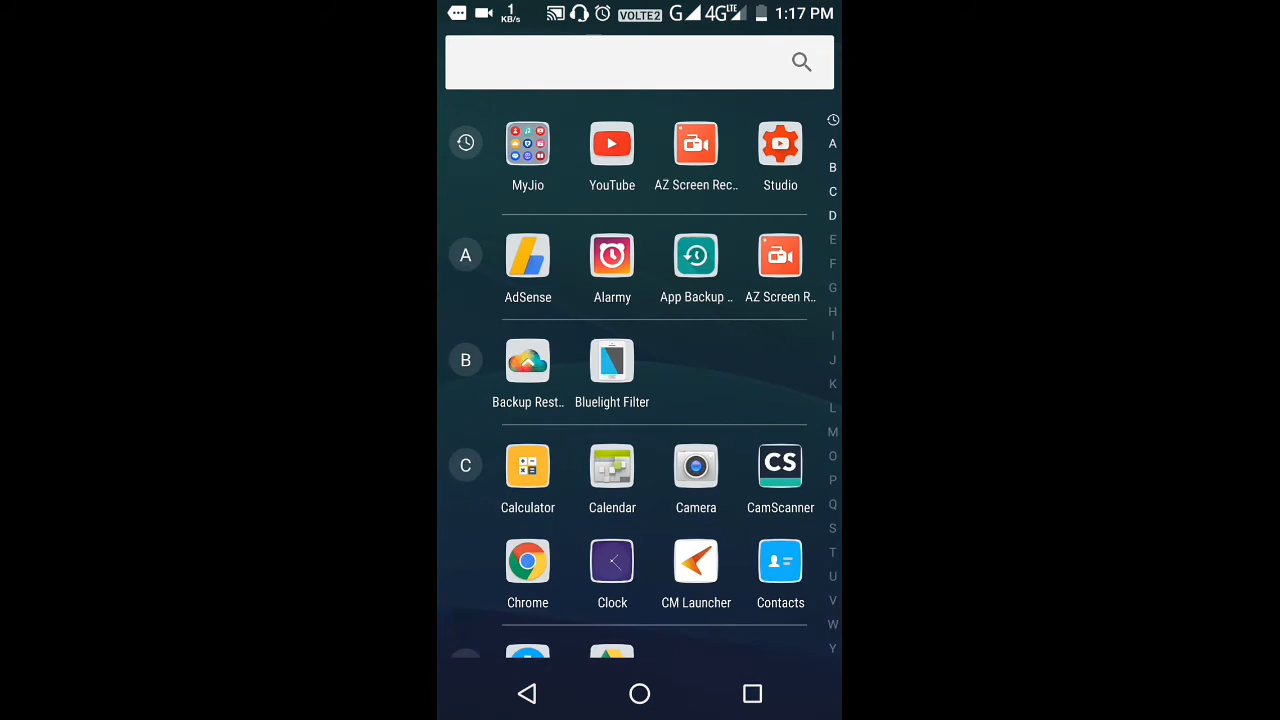 1 KB/s VOLTE2 G 4G LTE 1:17 PM
MyJio YouTube AZ Screen Rec.. Studio
A
AdSense Alarmy App Backup .. AZ Screen R..
B
Backup Rest.. Bluelight Filter
C
CS
Calculator Calendar Camera CamScanner
Chrome Clock CM Launcher Contacts
A
B
C
D
E
F
G
H
I
J
K
L
M
O
P
Q
S
T
U
V
W
Y